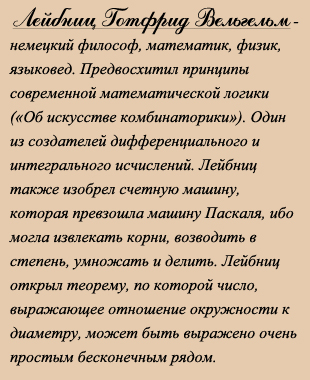 Лейбниц Готфрид Вельгельм -
немецкий философ, математик, физик,
языковед. Предвосхитил принципы
современной математической логики
(«Об искусстве комбинаторики»). Один
из создателей дифференциального и
интегрального исчислений. Лейбниц
также изобрел счетную машину,
которая превзошла машину Паскаля, ибо
могла извлекать корни, возводить в
степень, умножать и делить. Лейбниц
открыл теорему, по которой число,
выражающее отношение окружности к
диаметру, может быть выражено очень
простым бесконечным рядом.